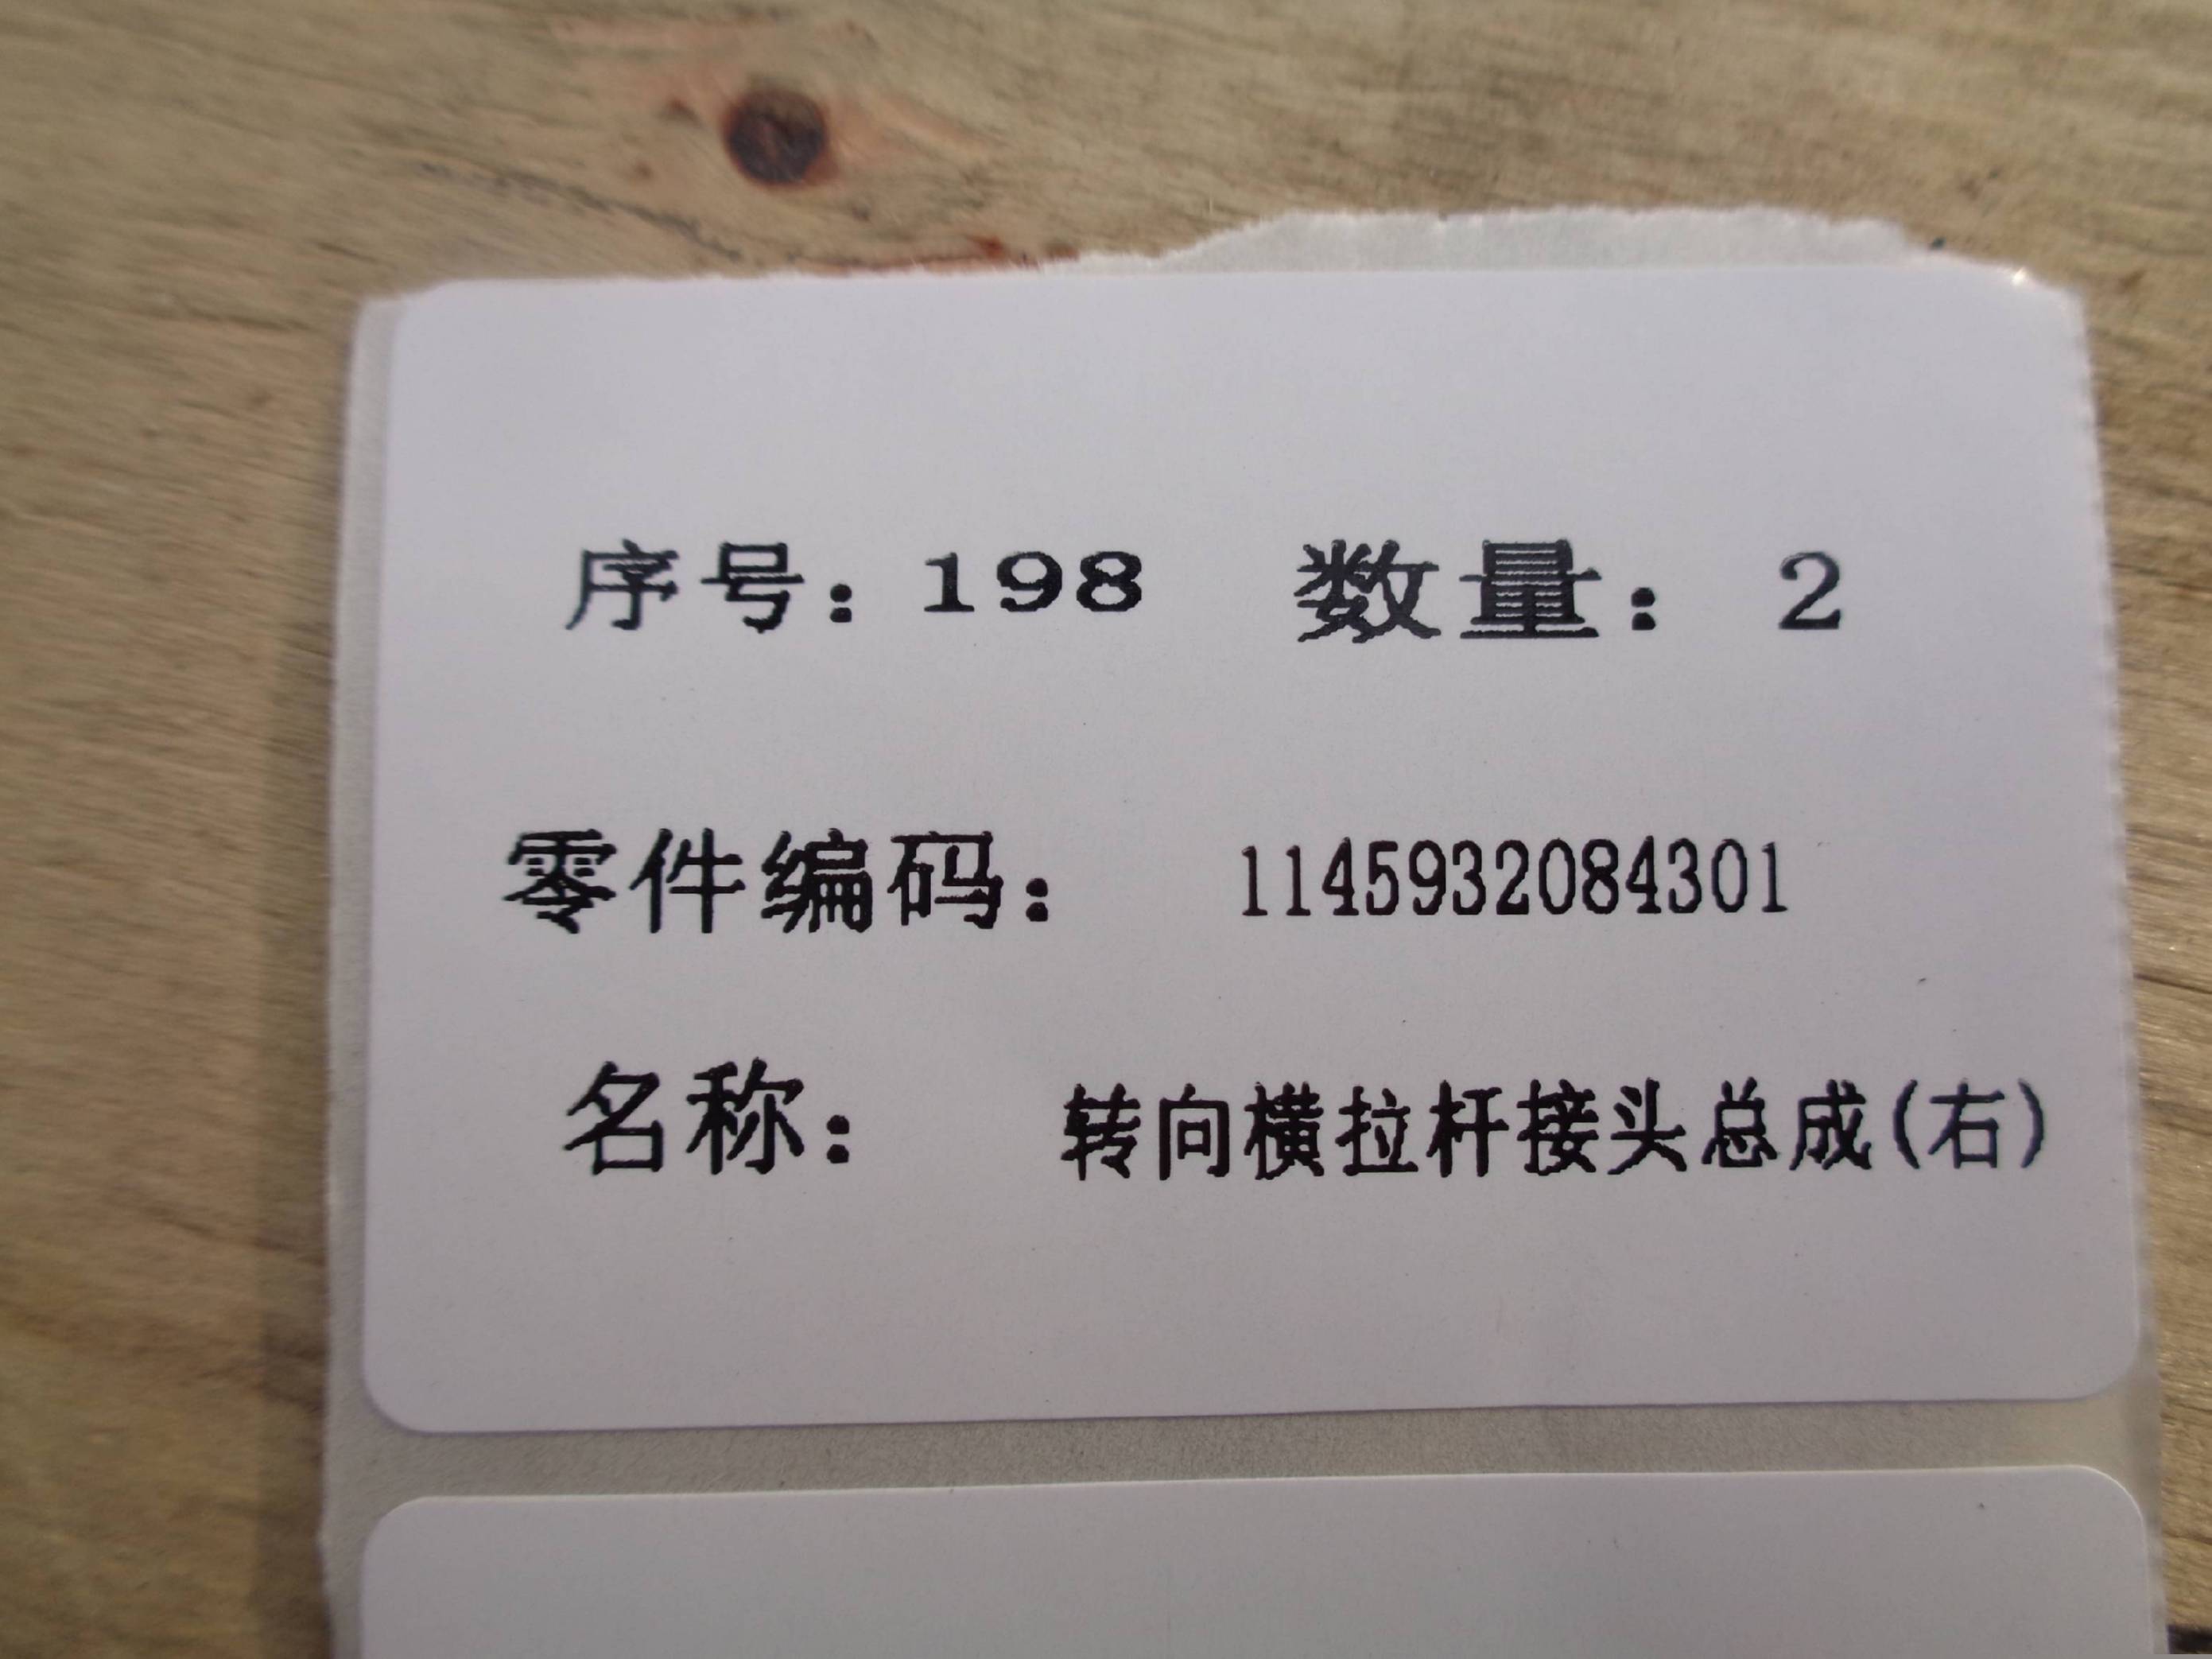 序号：198 数量：2
零件编码： 1145932084301
名称： 转向横拉杆接头总成(右)